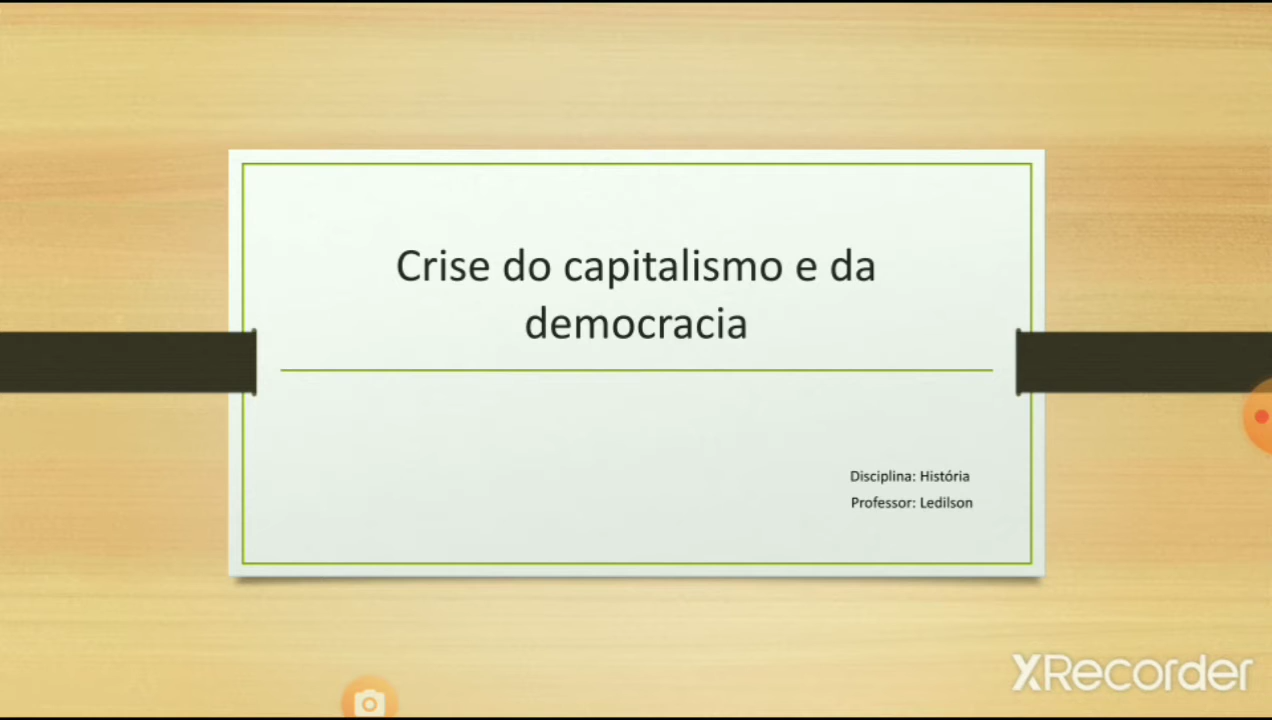 Crise do capitalismo e da
democracia
Disciplina: História
Professor: Ledilson
XRecorder